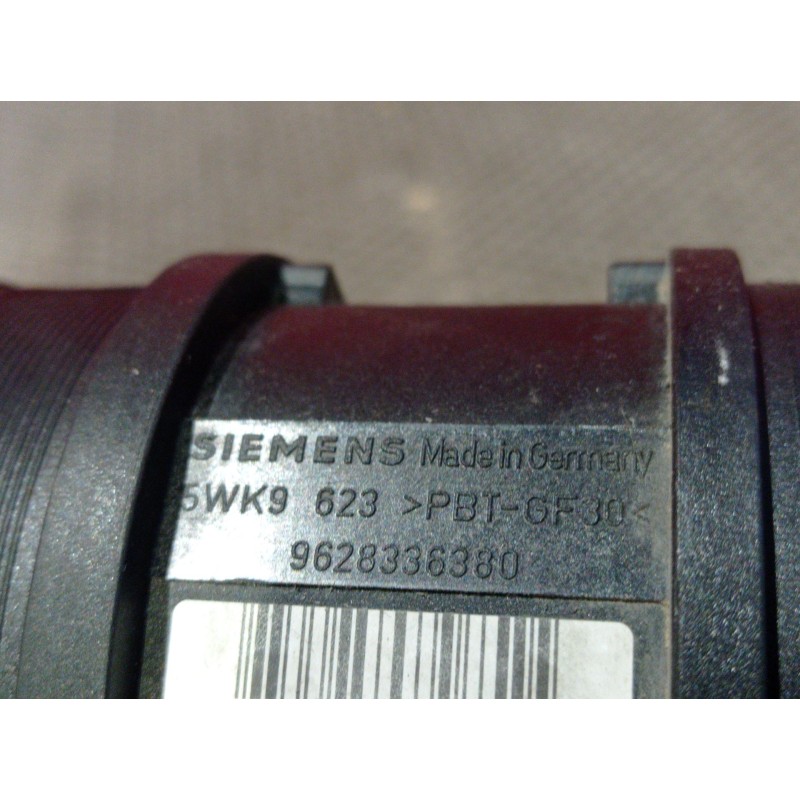 SIEMENS Made in Germany
5WK9 623 >PBT-GF30<
9628336380